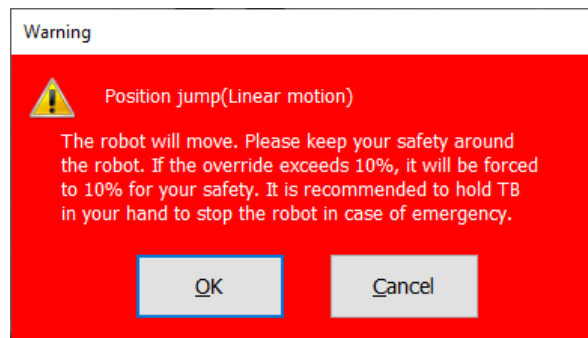 Warning
Position jump(Linear motion)
The robot will move. Please keep your safety around
the robot. If the override exceeds 10%, it will be forced
to 10% for your safety. It is recommended to hold TB
in your hand to stop the robot in case of emergency.
OK
Cancel